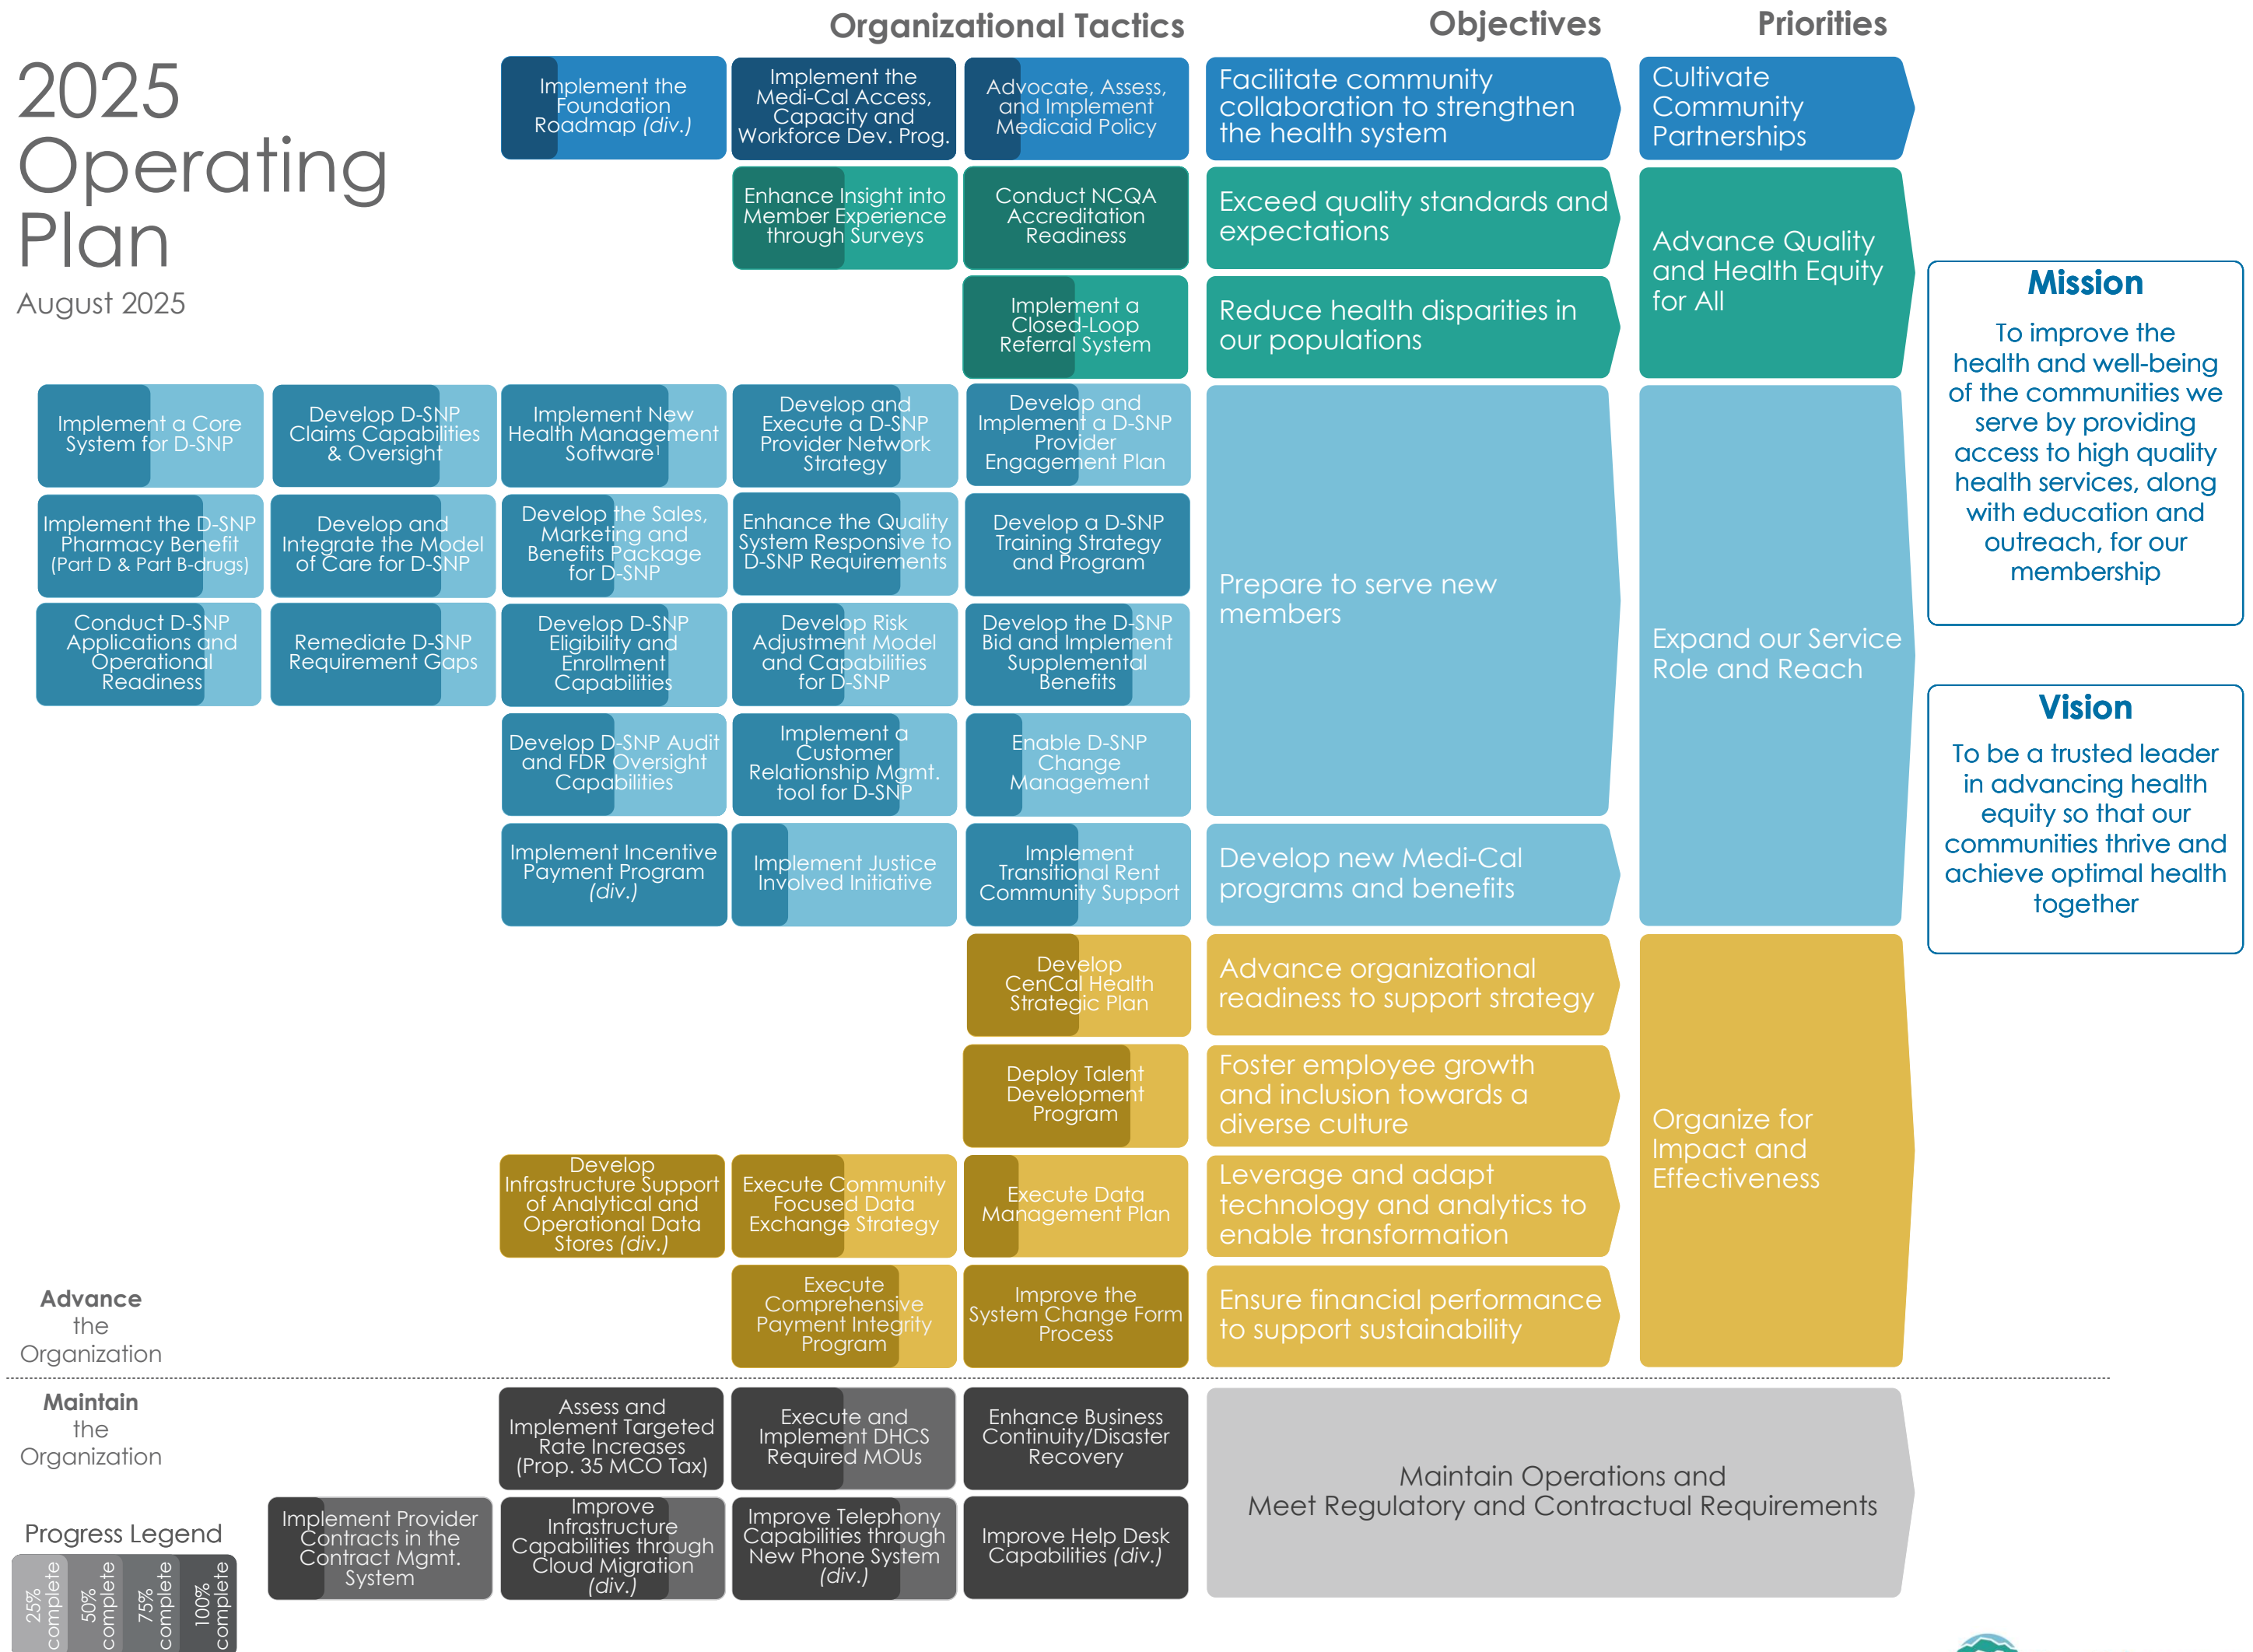 Organizational Tactics
Objectives
Priorities
2025
Operating
Plan
August 2025
Implement the
Foundation
Roadmap (div.)
Implement the
Medi-Cal Access,
Capacity and
Workforce Dev. Prog.
Advocate, Assess,
and Implement
Medicaid Policy
Facilitate community
collaboration to strengthen
the health system
Cultivate
Community
Partnerships
Enhance Insight into
Member Experience
through Surveys
Conduct NCQA
Accreditation
Readiness
Exceed quality standards and
expectations
Advance Quality
and Health Equity
for All
Implement a
Closed-Loop
Referral System
Reduce health disparities in
our populations
Implement a Core
System for D-SNP
Develop D-SNP
Claims Capabilities
& Oversight
Implement New
Health Management
Software¹
Develop and
Execute a D-SNP
Provider Network
Strategy
Develop and
Implement a D-SNP
Provider
Engagement Plan
Implement the D-SNP
Pharmacy Benefit
(Part D & Part B-drugs)
Develop and
Integrate the Model
of Care for D-SNP
Develop the Sales,
Marketing and
Benefits Package
for D-SNP
Enhance the Quality
System Responsive to
D-SNP Requirements
Develop a D-SNP
Training Strategy
and Program
Prepare to serve new
members
Conduct D-SNP
Applications and
Operational
Readiness
Remediate D-SNP
Requirement Gaps
Develop D-SNP
Eligibility and
Enrollment
Capabilities
Develop Risk
Adjustment Model
and Capabilities
for D-SNP
Develop the D-SNP
Bid and Implement
Supplemental
Benefits
Expand our Service
Role and Reach
Develop D-SNP Audit
and FDR Oversight
Capabilities
Implement a
Customer
Relationship Mgmt.
tool for D-SNP
Enable D-SNP
Change
Management
Implement Incentive
Payment Program
(div.)
Implement Justice
Involved Initiative
Implement
Transitional Rent
Community Support
Develop new Medi-Cal
programs and benefits
Develop
CenCal Health
Strategic Plan
Advance organizational
readiness to support strategy
Deploy Talent
Development
Program
Foster employee growth
and inclusion towards a
diverse culture
Organize for
Impact and
Effectiveness
Develop
Infrastructure Support
of Analytical and
Operational Data
Stores (div.)
Execute Community
Focused Data
Exchange Strategy
Execute Data
Management Plan
Leverage and adapt
technology and analytics to
enable transformation
Execute
Comprehensive
Payment Integrity
Program
Improve the
System Change Form
Process
Ensure financial performance
to support sustainability
Mission
To improve the
health and well-being
of the communities we
serve by providing
access to high quality
health services, along
with education and
outreach, for our
membership
Vision
To be a trusted leader
in advancing health
equity so that our
communities thrive and
achieve optimal health
together
Advance
the
Organization
Maintain
the
Organization
Assess and
Implement Targeted
Rate Increases
(Prop. 35 MCO Tax)
Execute and
Implement DHCS
Required MOUs
Enhance Business
Continuity/Disaster
Recovery
Maintain Operations and
Meet Regulatory and Contractual Requirements
Implement Provider
Contracts in the
Contract Mgmt.
System
Improve
Infrastructure
Capabilities through
Cloud Migration
(div.)
Improve Telephony
Capabilities through
New Phone System
(div.)
Improve Help Desk
Capabilities (div.)
Progress Legend
25%
complete
50%
complete
75%
complete
100%
complete